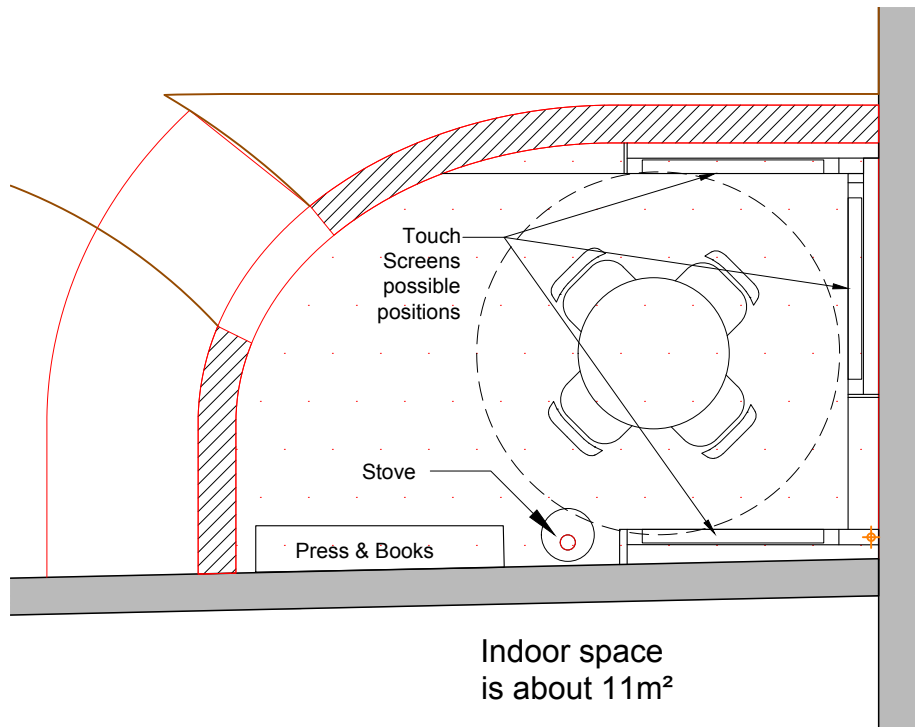 Touch
Screens
possible
positions
Stove
Press & Books
Indoor space
is about 11m²